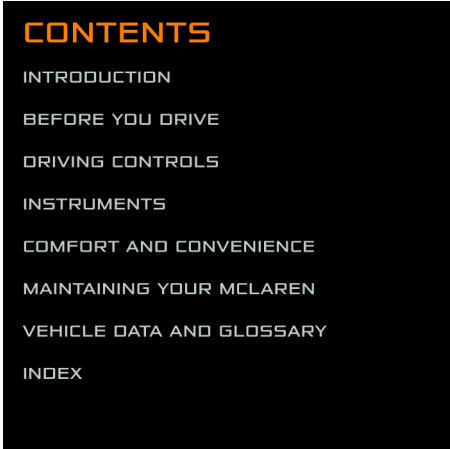 CONTENTS
INTRODUCTION
BEFORE YOU DRIVE
DRIVING CONTROLS
INSTRUMENTS
COMFORT AND CONVENIENCE
MAINTAINING YOUR MCLAREN
VEHICLE DATA AND GLOSSARY
INDEX